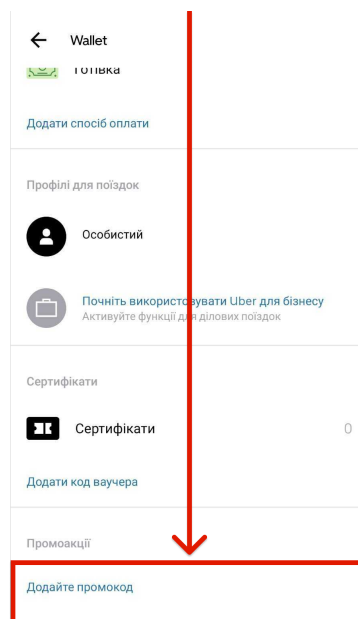 Wallet
Готівка
Додати спосіб оплати
Профілі для поїздок
Особистий
Почніть використовувати Uber для бізнесу
Активуйте функції для ділових поїздок
Сертифікати
Сертифікати 0
Додати код ваучера
Промоакції
Додайте промокод